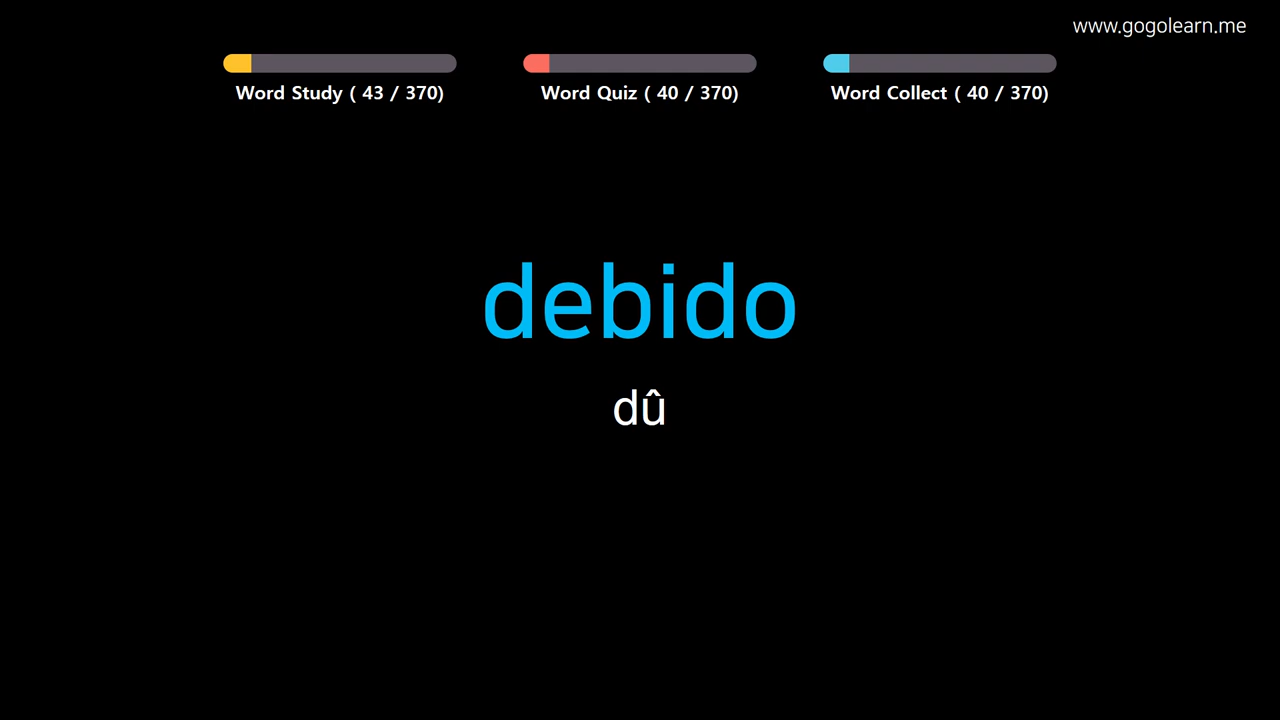 www.gogolearn.me
Word Study ( 43 / 370)
Word Quiz ( 40 / 370)
Word Collect ( 40 / 370)
debido
dû